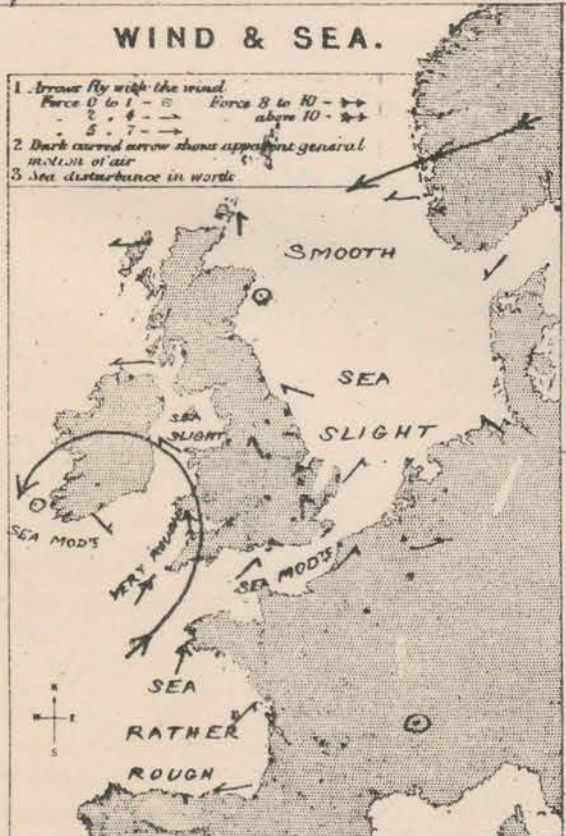 WIND & SEA.
1 Arrows fly with the wind
Force 0 to 1 - ⊙ Force 8 to 10 -
" 2 " 4 - above 10 -
" 5 " 7 -
2 Dark curved arrow shows apparent general
motion of air
3 Sea disturbance in words
SMOOTH
SEA
SLIGHT
SEA
SLIGHT
SEA MOD'E
VERY ROUGH
SEA MOD'E
SEA
RATHER
ROUGH
N
W E
S